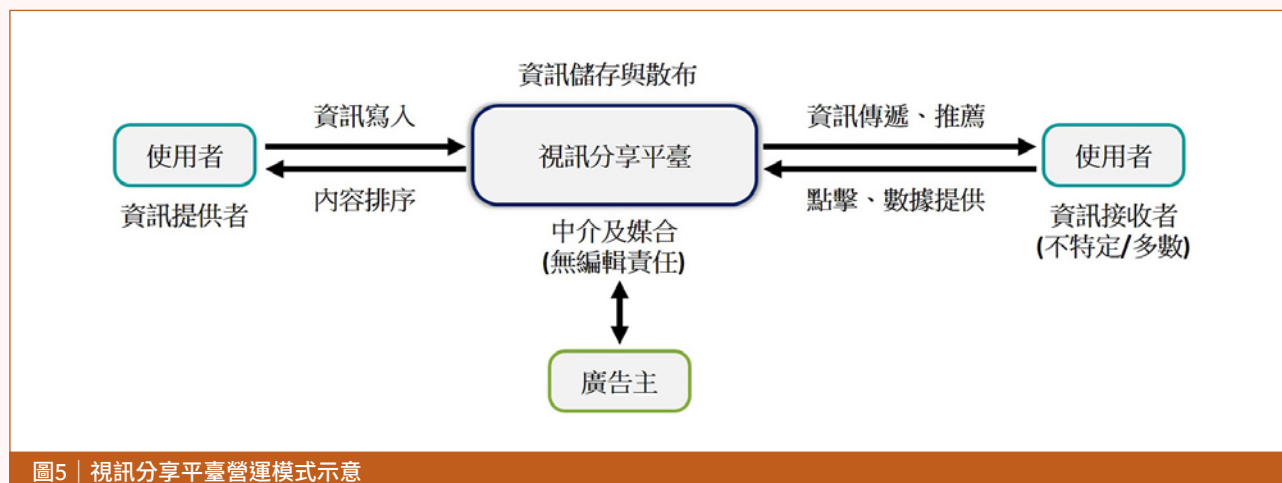 資訊儲存與散布
資訊寫入
資訊傳遞、推薦
使用者
視訊分享平臺
使用者
內容排序
點擊、數據提供
資訊提供者
資訊接收者
(不特定/多數)
中介及媒合
(無編輯責任)
廣告主
圖5｜視訊分享平臺營運模式示意